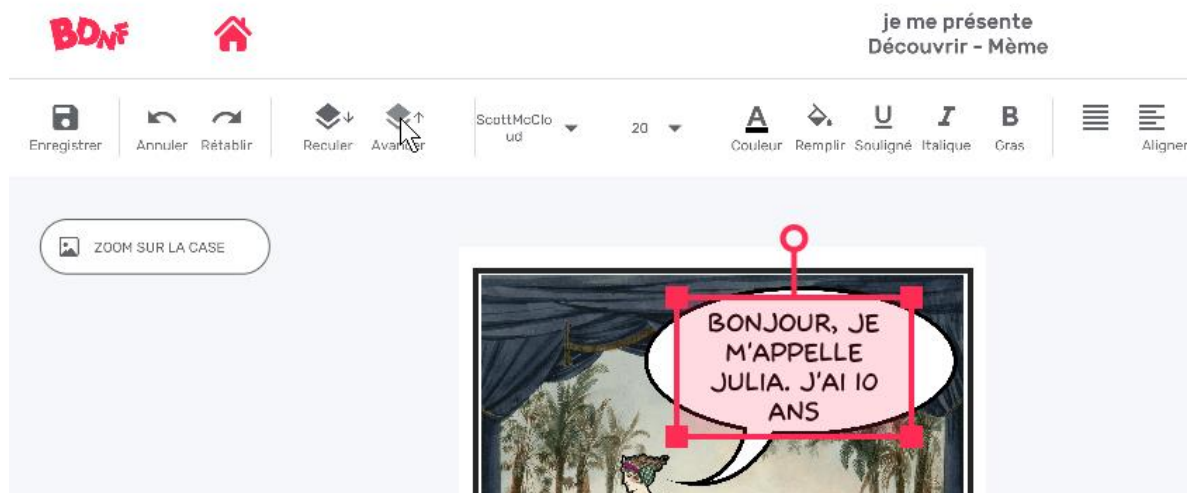 BDNF
je me présente
Découvrir - Mème
ScottMcClo
ud
20
A
U
I
B
Enregistrer
Annuler
Rétablir
Reculer
Avancer
Couleur
Remplir
Souligné
Italique
Gras
Aligner
ZOOM SUR LA CASE
BONJOUR, JE
M'APPELLE
JULIA. J'AI 10
ANS